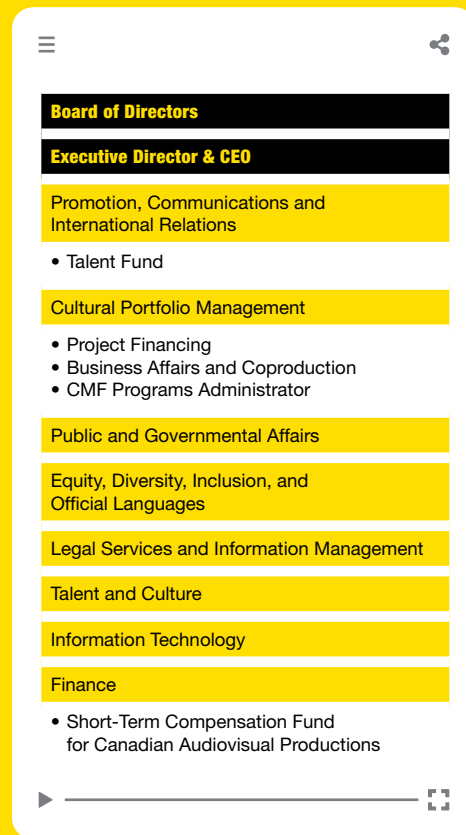 Board of Directors
Executive Director & CEO
Promotion, Communications and
International Relations
• Talent Fund
Cultural Portfolio Management
• Project Financing
• Business Affairs and Coproduction
• CMF Programs Administrator
Public and Governmental Affairs
Equity, Diversity, Inclusion, and
Official Languages
Legal Services and Information Management
Talent and Culture
Information Technology
Finance
• Short-Term Compensation Fund
for Canadian Audiovisual Productions